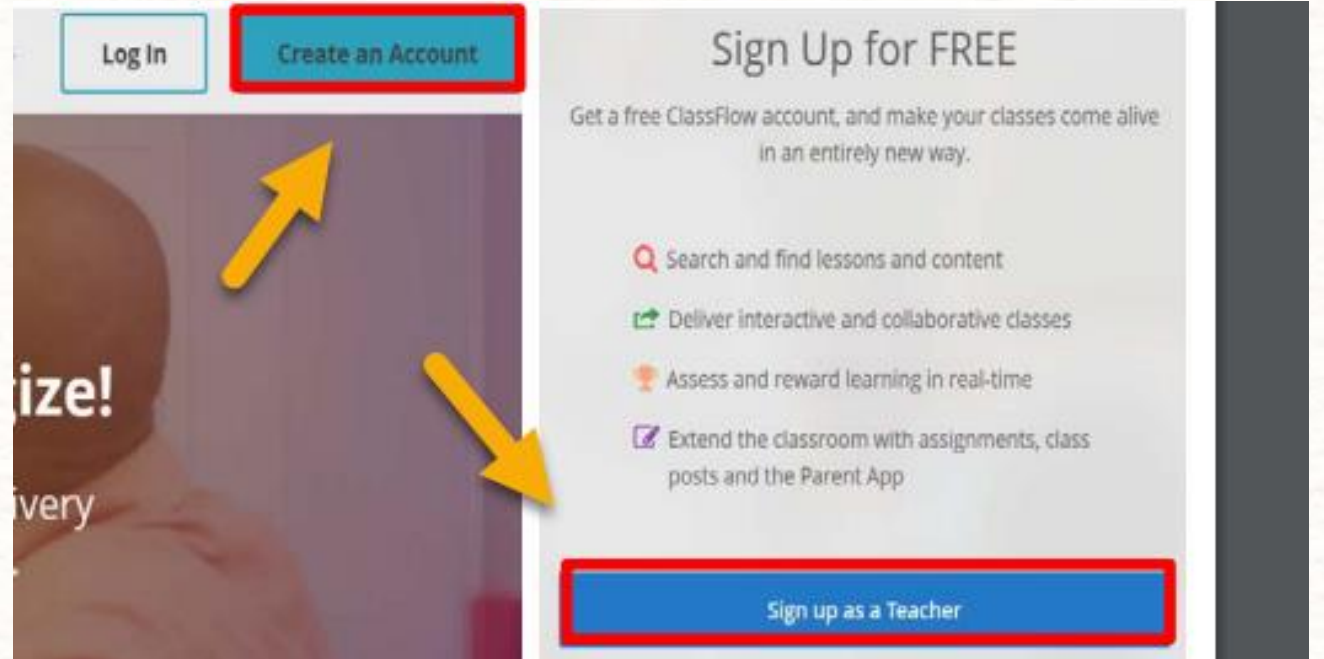 Log In
Create an Account
ize!
ivery
Sign Up for FREE
Get a free ClassFlow account, and make your classes come alive
in an entirely new way.
Search and find lessons and content
Deliver interactive and collaborative classes
Assess and reward learning in real-time
Extend the classroom with assignments, class
posts and the Parent App
Sign up as a Teacher